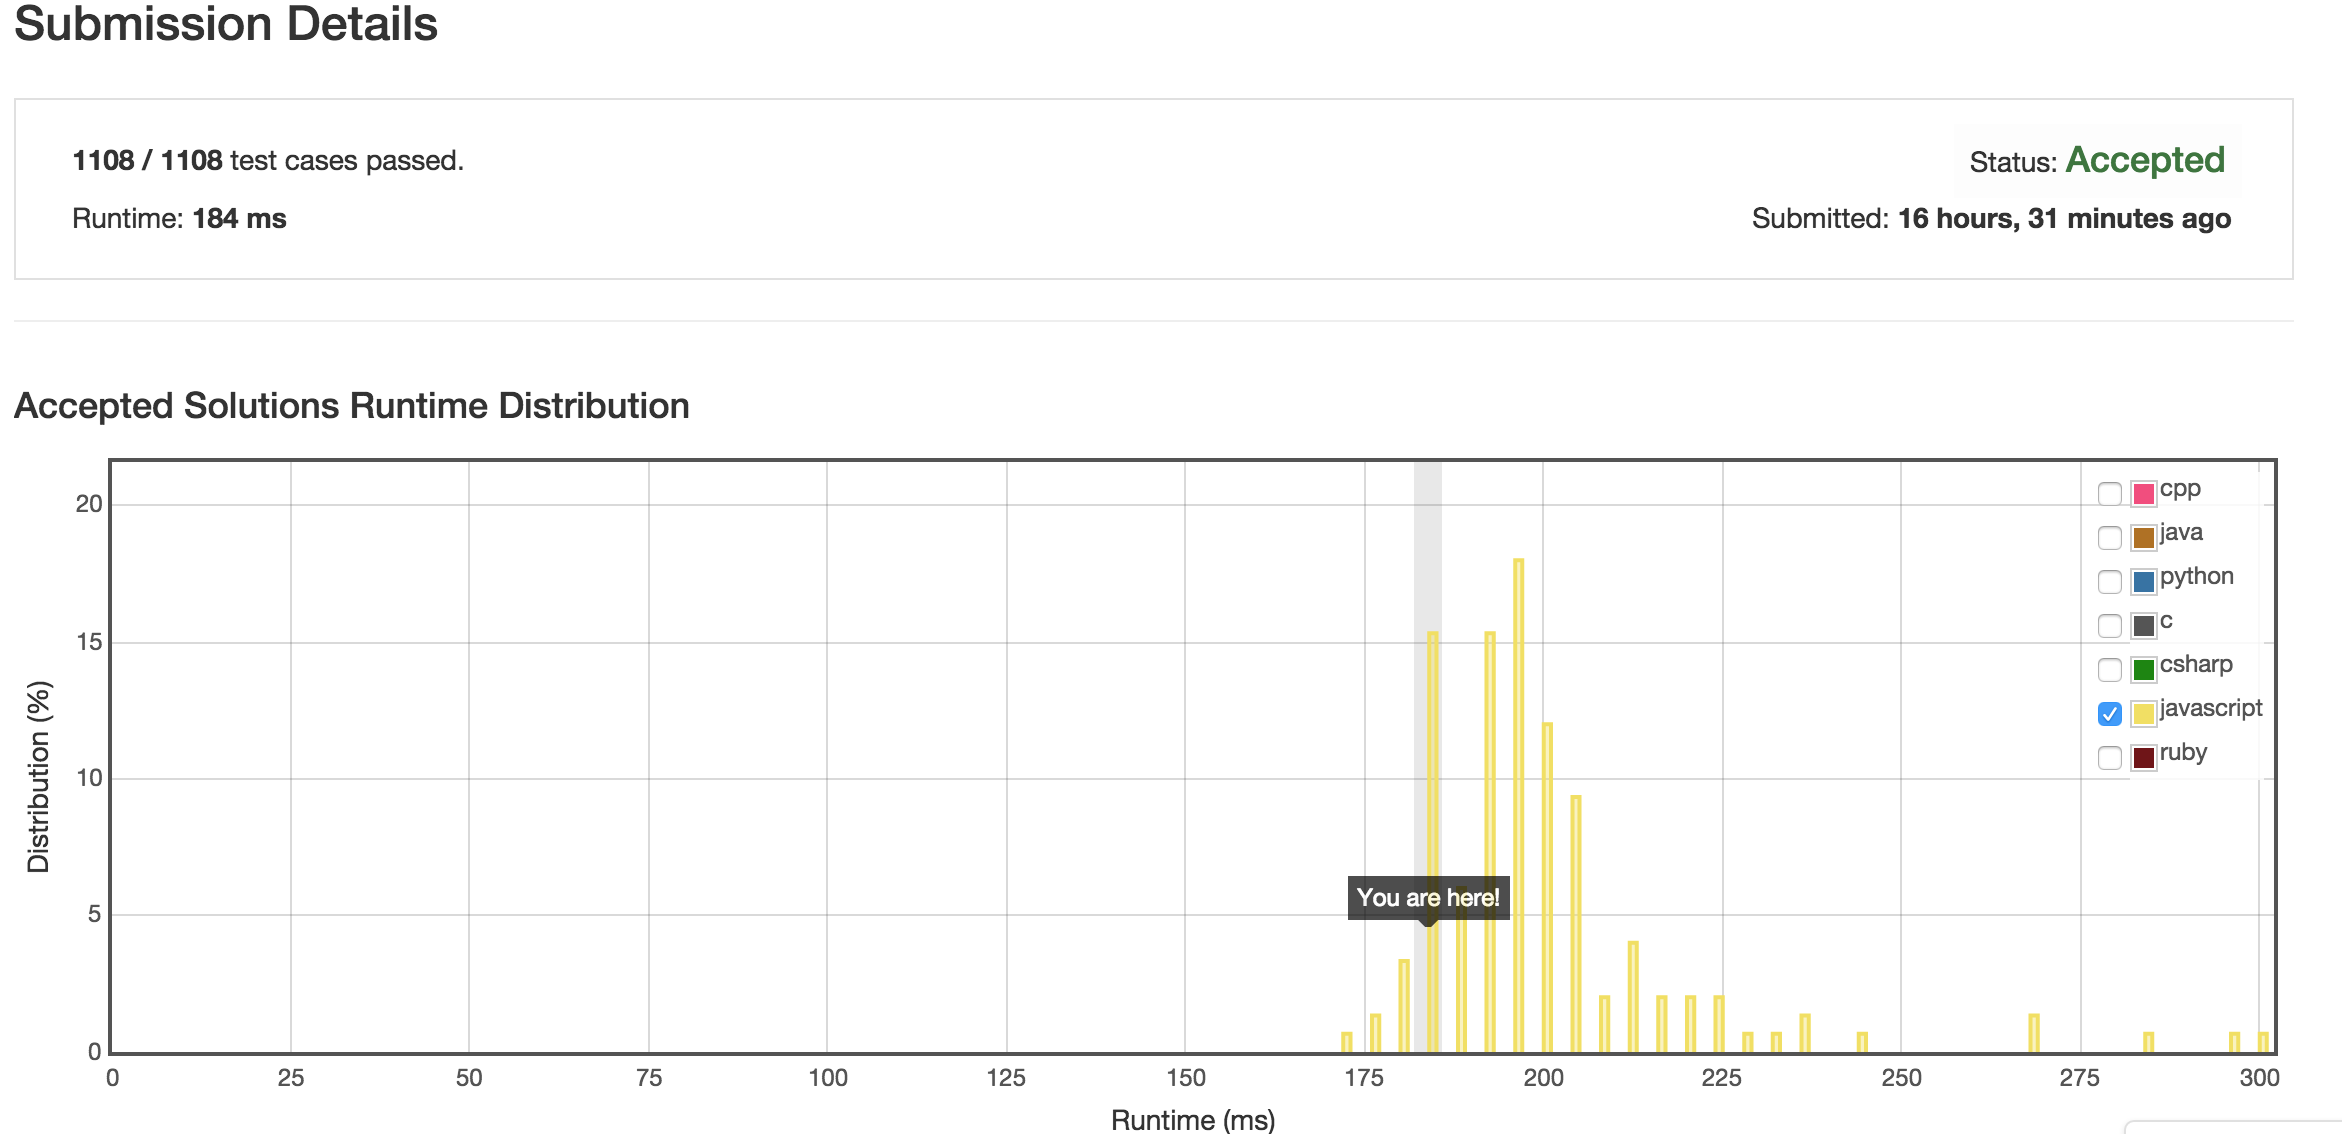 Submission Details
1108 / 1108 test cases passed.
Status: Accepted
Runtime: 184 ms
Submitted: 16 hours, 31 minutes ago
Accepted Solutions Runtime Distribution
20
15
10
5
0
Distribution (%)
You are here!
cpp
java
python
c
csharp
javascript
ruby
0 25 50 75 100 125 150 175 200 225 250 275 300
Runtime (ms)